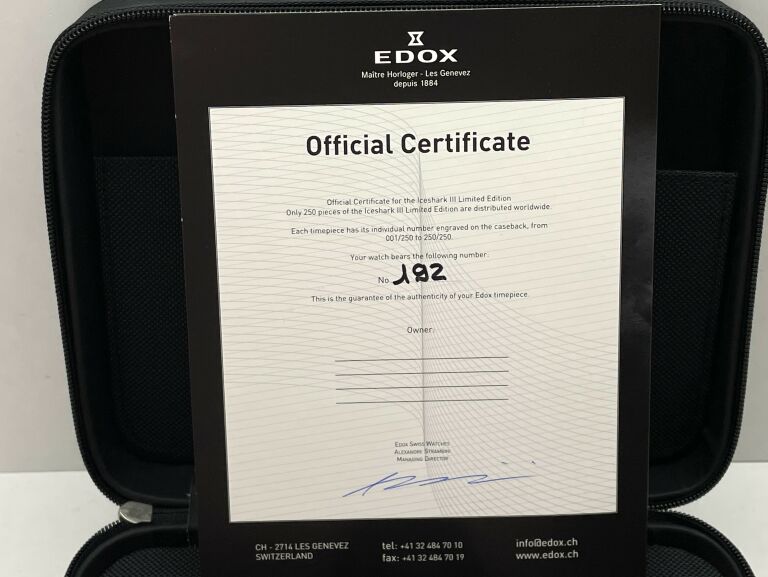 EDOX
Maître Horloger - Les Genevez
depuis 1884
Official Certificate
Official Certificate for the Iceshark III Limited Edition
Only 250 pieces of the Iceshark III Limited Edition are distributed worldwide.
Each timepiece has its individual number engraved on the caseback, from
001/250 to 250/250.
Your watch bears the following number:
No. 192
This is the guarantee of the authenticity of your Edox timepiece.
Owner:
Edox Swiss Watches
Alexandre Strambini
Managing Director
CH - 2714 LES GENEVEZ
SWITZERLAND
tel: +41 32 484 70 10
fax: +41 32 484 70 19
info@edox.ch
www.edox.ch